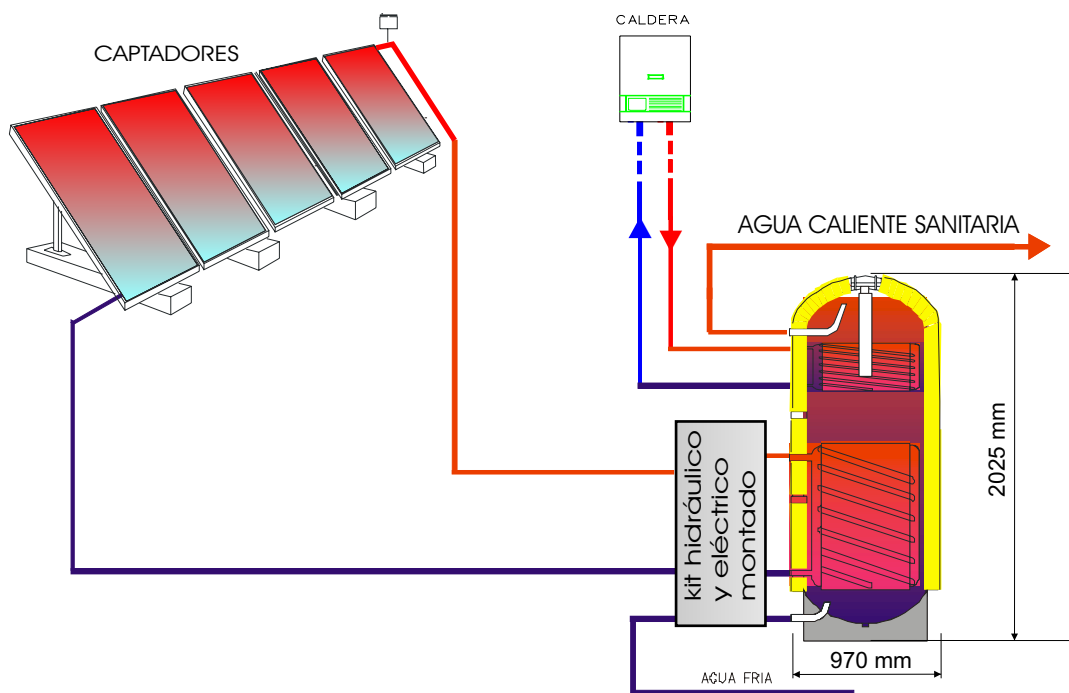 CALDERA
CAPTADORES
AGUA CALIENTE SANITARIA
kit hidráulico
y eléctrico
montado
2025 mm
970 mm
AGUA FRIA